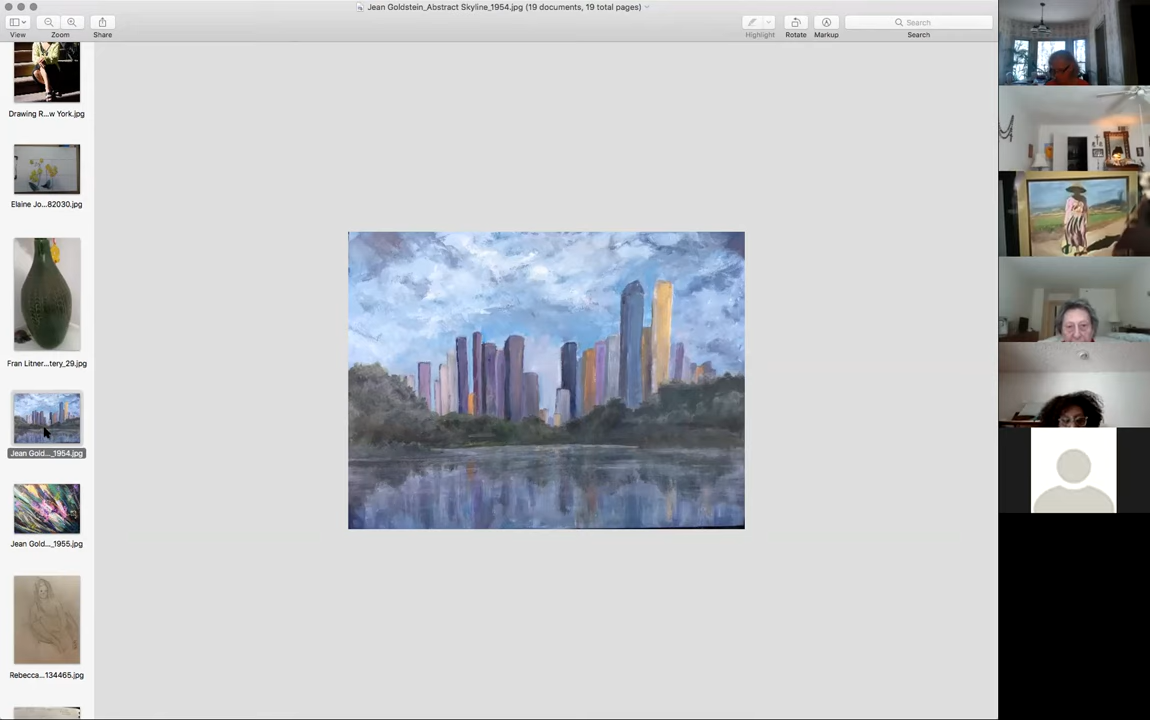 Jean Goldstein_Abstract Skyline_1954.jpg (19 documents, 19 total pages)
View
Zoom
Share
Highlight
Rotate
Markup
Search
Search
Drawing R...w York.jpg
Elaine Jo...82030.jpg
Fran Litner...tery_29.jpg
Jean Gold..._1954.jpg
Jean Gold..._1955.jpg
Rebecca...134465.jpg